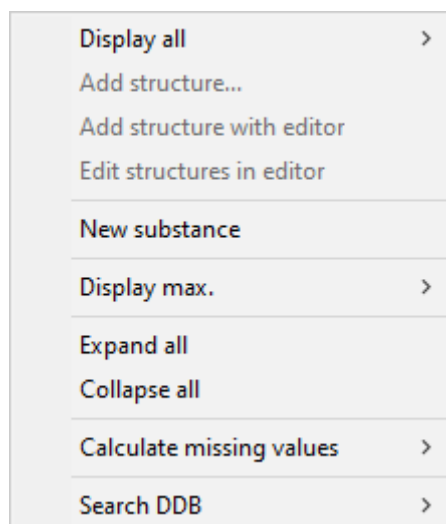 Display all
Add structure...
Add structure with editor
Edit structures in editor
New substance
Display max.
Expand all
Collapse all
Calculate missing values
Search DDB